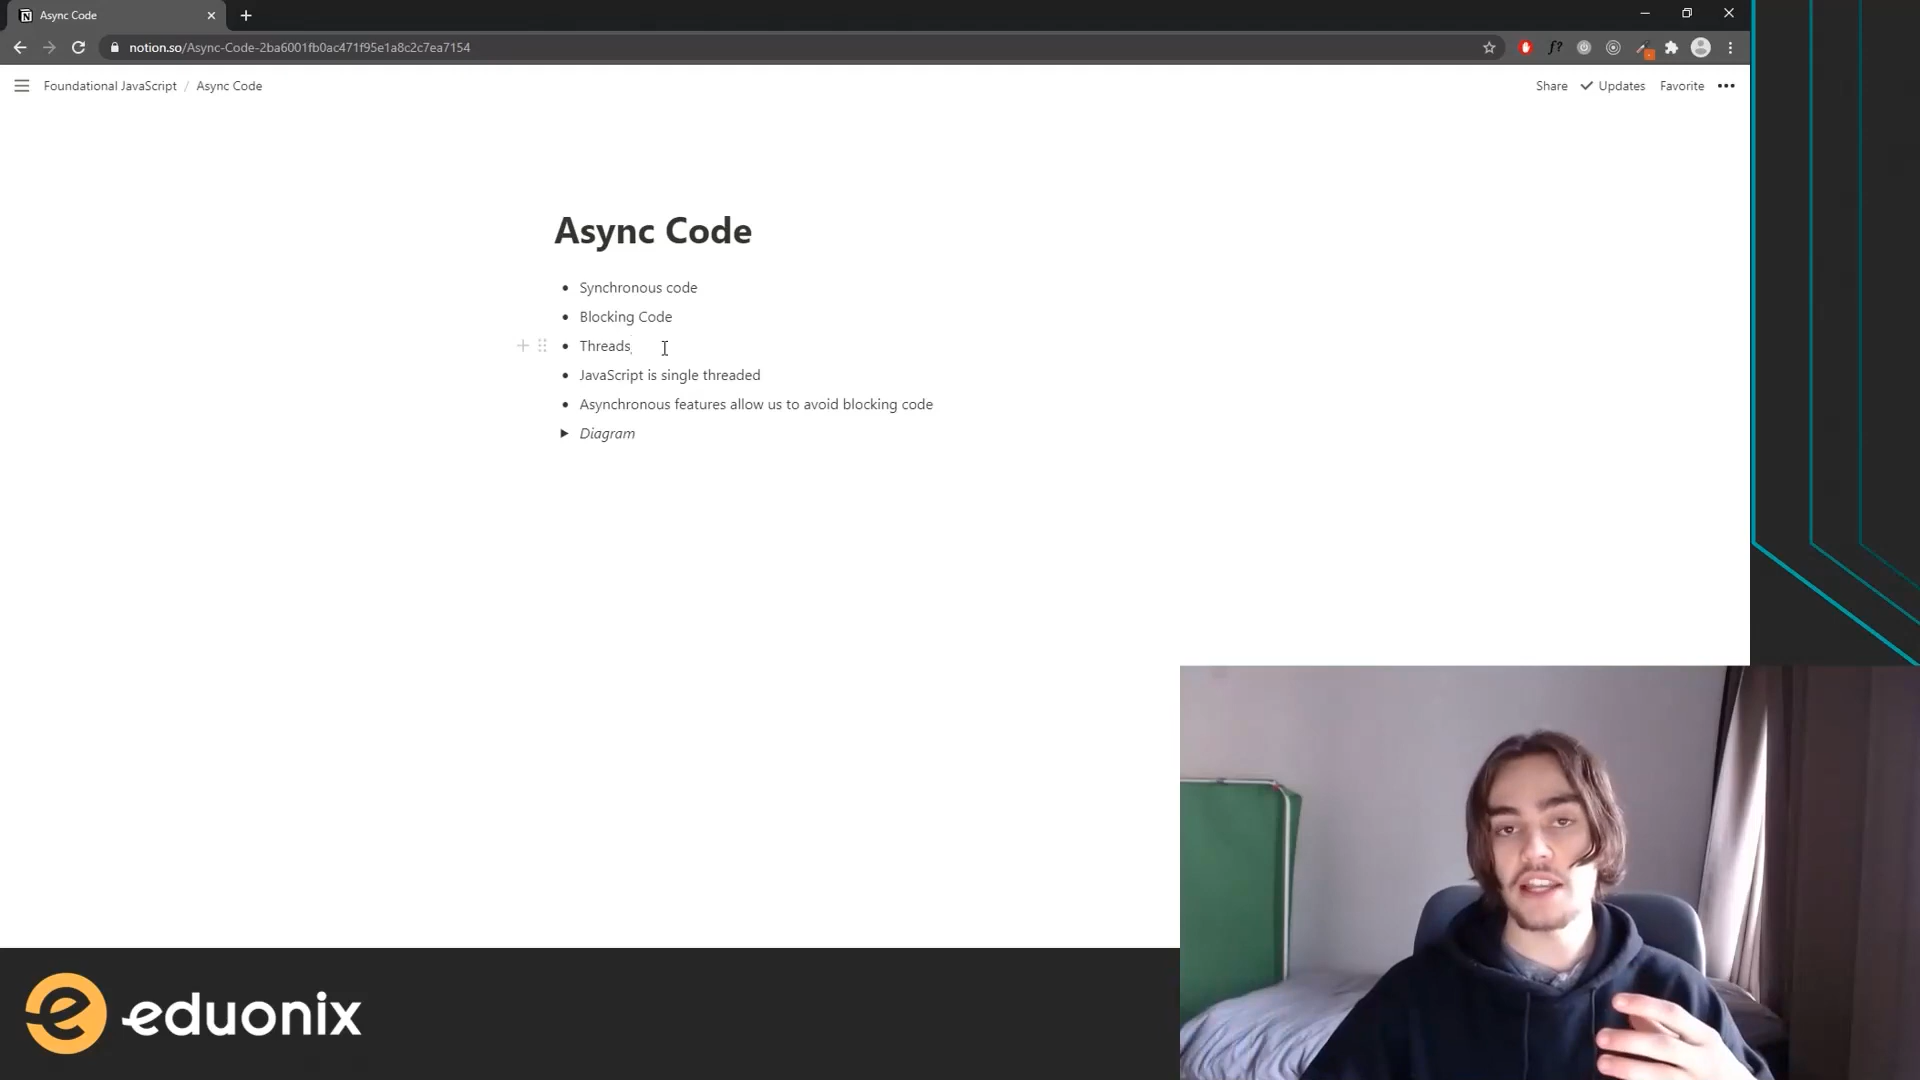 Async Code
notion.so/Async-Code-2ba6001fb0ac471f95e1a8c2c7ea7154
f?
Foundational JavaScript / Async Code
Share
Updates
Favorite
Async Code
Synchronous code
Blocking Code
Threads
JavaScript is single threaded
Asynchronous features allow us to avoid blocking code
Diagram
eduonix